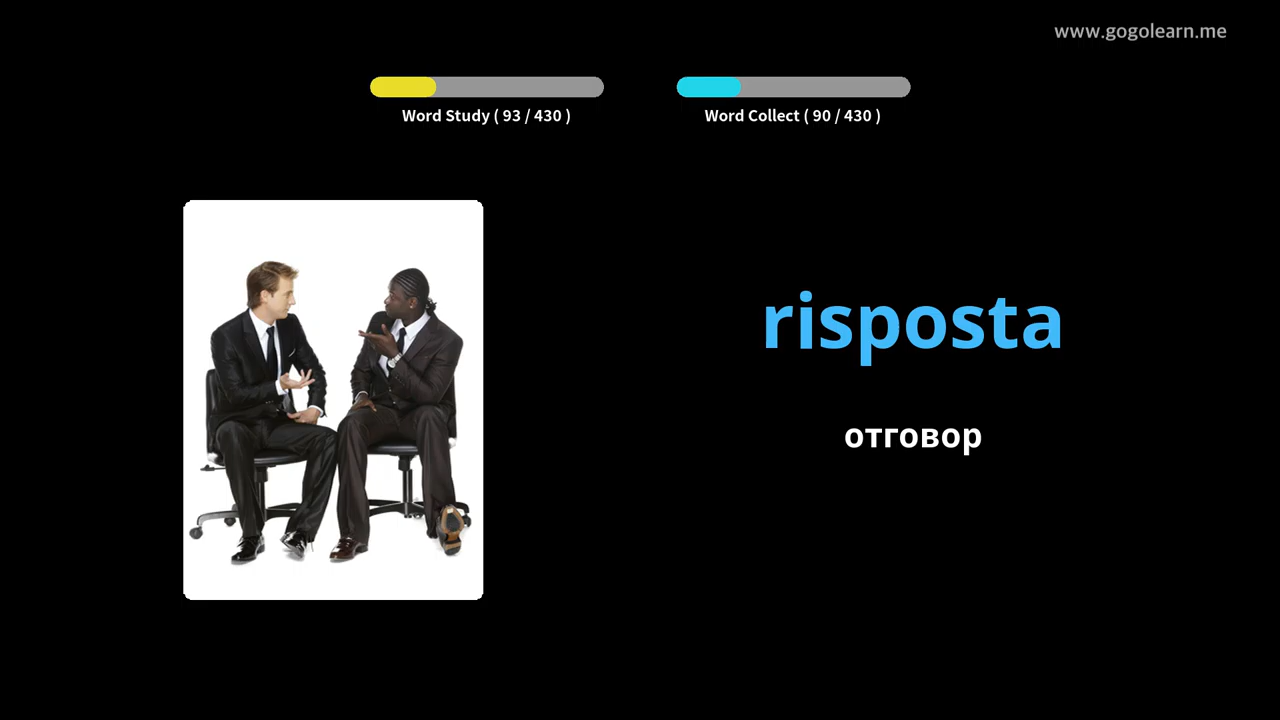 www.gogolearn.me
Word Study ( 93 / 430 )
Word Collect ( 90 / 430 )
risposta
отговор